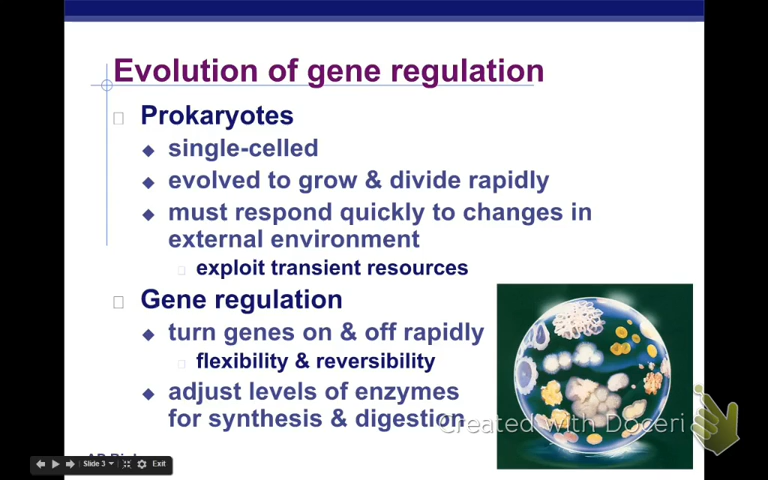 Evolution of gene regulation
Prokaryotes
single-celled
evolved to grow & divide rapidly
must respond quickly to changes in
external environment
exploit transient resources
Gene regulation
turn genes on & off rapidly
flexibility & reversibility
adjust levels of enzymes
for synthesis & digestion
Created with Doceri
Slide 3
Exit